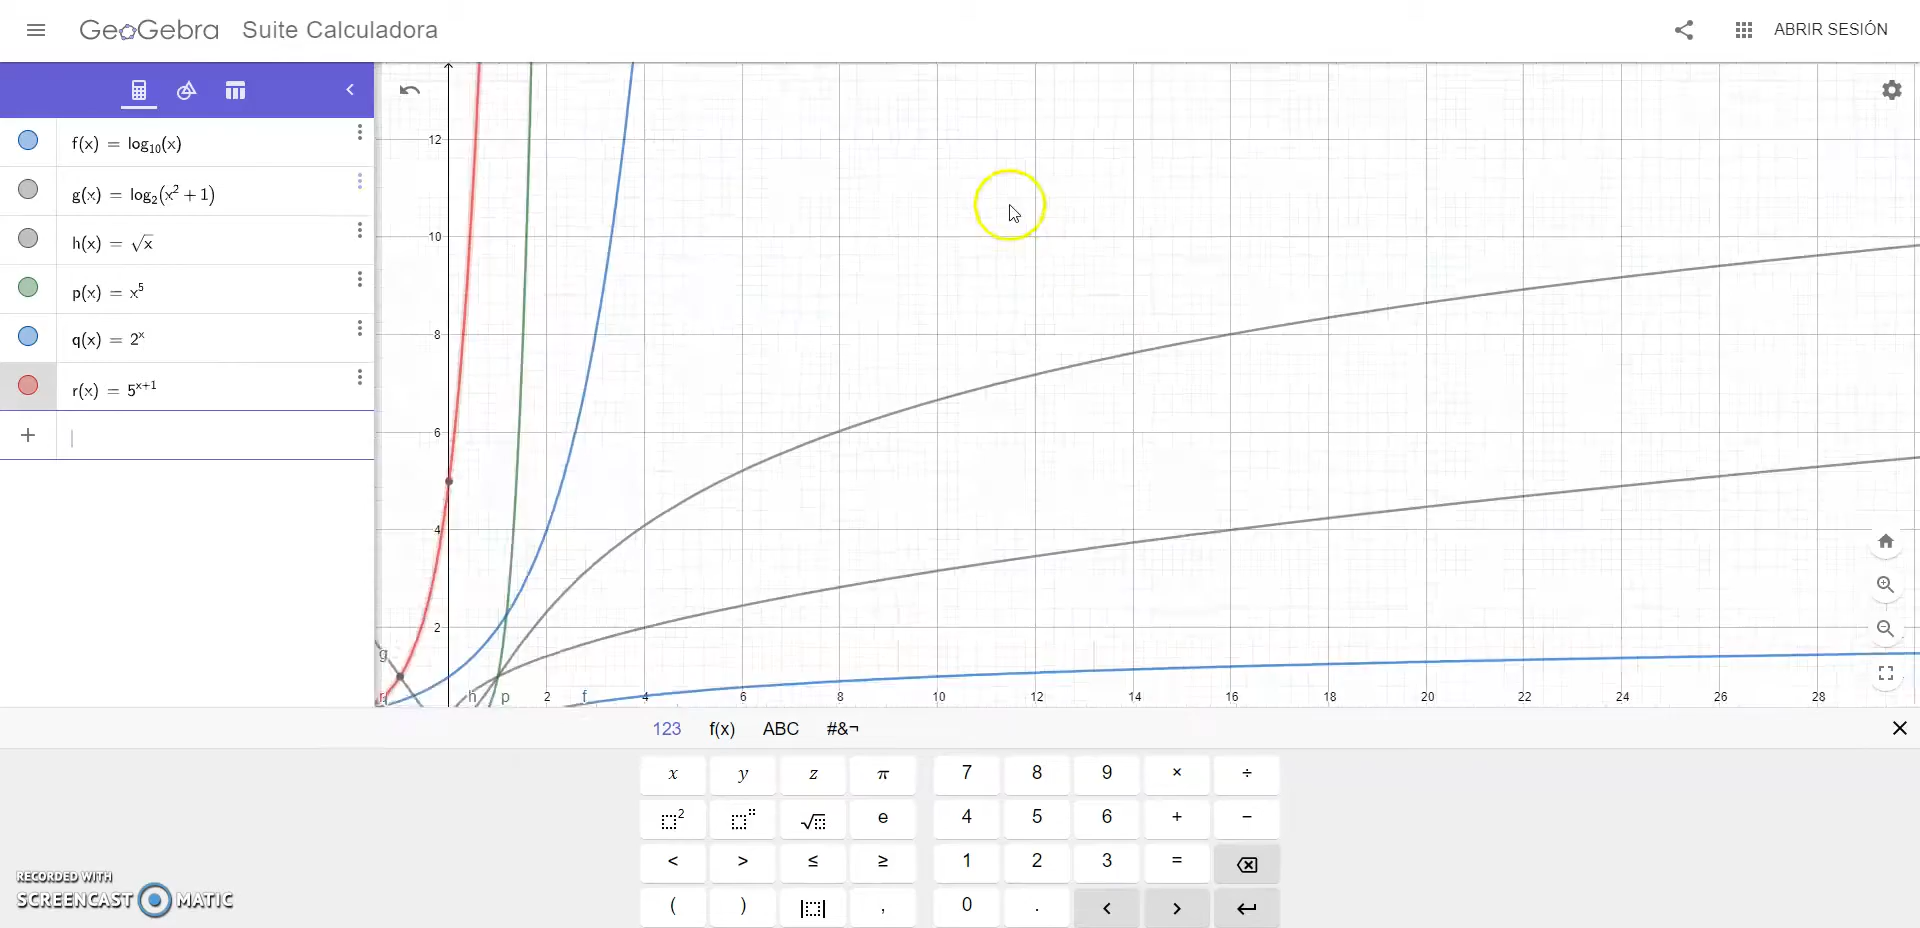 GeoGebra Suite Calculadora ABRIR SESIÓN
f(x) = log₁₀(x)
g(x) = log₂(x² + 1)
h(x) = √x
p(x) = x⁵
q(x) = 2ˣ
r(x) = 5ˣ⁺¹
+
12
10
8
6
4
2
g
r h p 2 f 4 6 8 10 12 14 16 18 20 22 24 26 28
123 f(x) ABC #&¬
x y z π 7 8 9 × ÷
□² □□ √□ e 4 5 6 + −
< > ≤ ≥ 1 2 3 =
( ) |□| , 0 . < >
RECORDED WITH
SCREENCAST MATIC